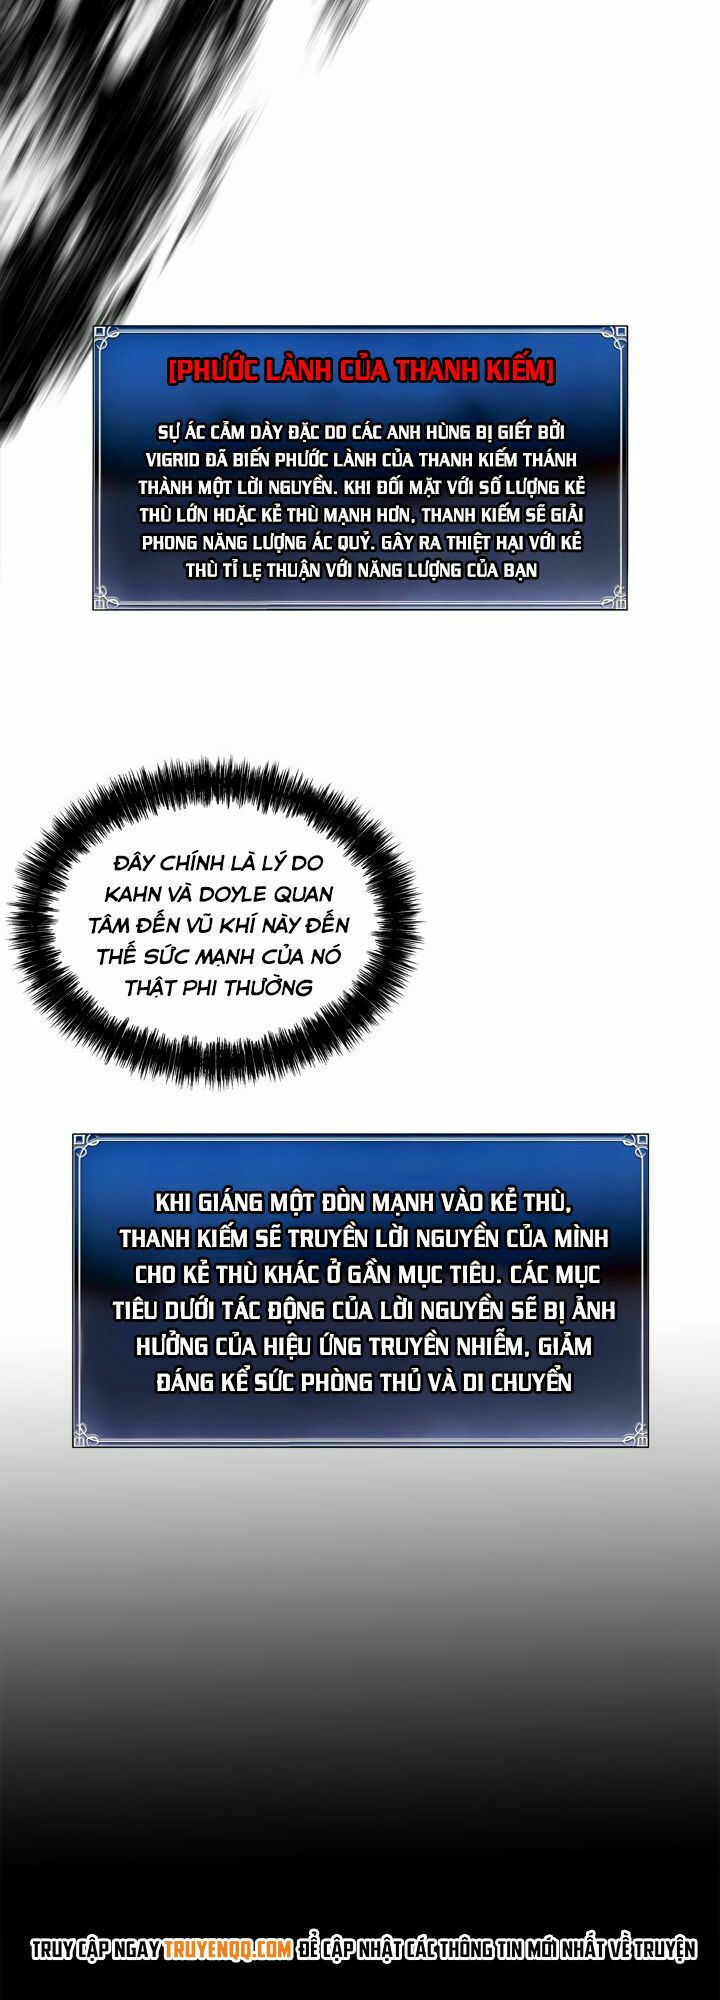 [PHƯỚC LÀNH CỦA THANH KIẾM]
SỰ ÁC CẢM DÀY ĐẶC DO CÁC ANH HÙNG BỊ GIẾT BỞI
VIGRID ĐÃ BIẾN PHƯỚC LÀNH CỦA THANH KIẾM THÁNH
THÀNH MỘT LỜI NGUYỀN. KHI ĐỐI MẶT VỚI SỐ LƯỢNG KẺ
THÙ LỚN HOẶC KẺ THÙ MẠNH HƠN, THANH KIẾM SẼ GIẢI
PHONG NĂNG LƯỢNG ÁC QUỶ. GÂY RA THIỆT HẠI VỚI KẺ
THÙ TỈ LẸ THUẬN VỚI NĂNG LƯỢNG CỦA BẠN
ĐÂY CHÍNH LÀ LÝ DO
KAHN VÀ DOYLE QUAN
TÂM ĐẾN VŨ KHÍ NÀY ĐẾN
THẾ SỨC MẠNH CỦA NÓ
THẬT PHI THƯỜNG
KHI GIÁNG MỘT ĐÒN MẠNH VÀO KẺ THÙ,
THANH KIẾM SẼ TRUYỀN LỜI NGUYỀN CỦA MÌNH
CHO KẺ THÙ KHÁC Ở GẦN MỤC TIÊU. CÁC MỤC
TIÊU DƯỚI TÁC ĐỘNG CỦA LỜI NGUYỀN SẼ BỊ ẢNH
HƯỞNG CỦA HIỆU ỨNG TRUYỀN NHIỄM, GIẢM
ĐÁNG KỂ SỨC PHÒNG THỦ VÀ DI CHUYỂN
TRUY CẬP NGAY TRUYENQQ.COM ĐỂ CẬP NHẬT CÁC THÔNG TIN MỚI NHẤT VỀ TRUYỆN